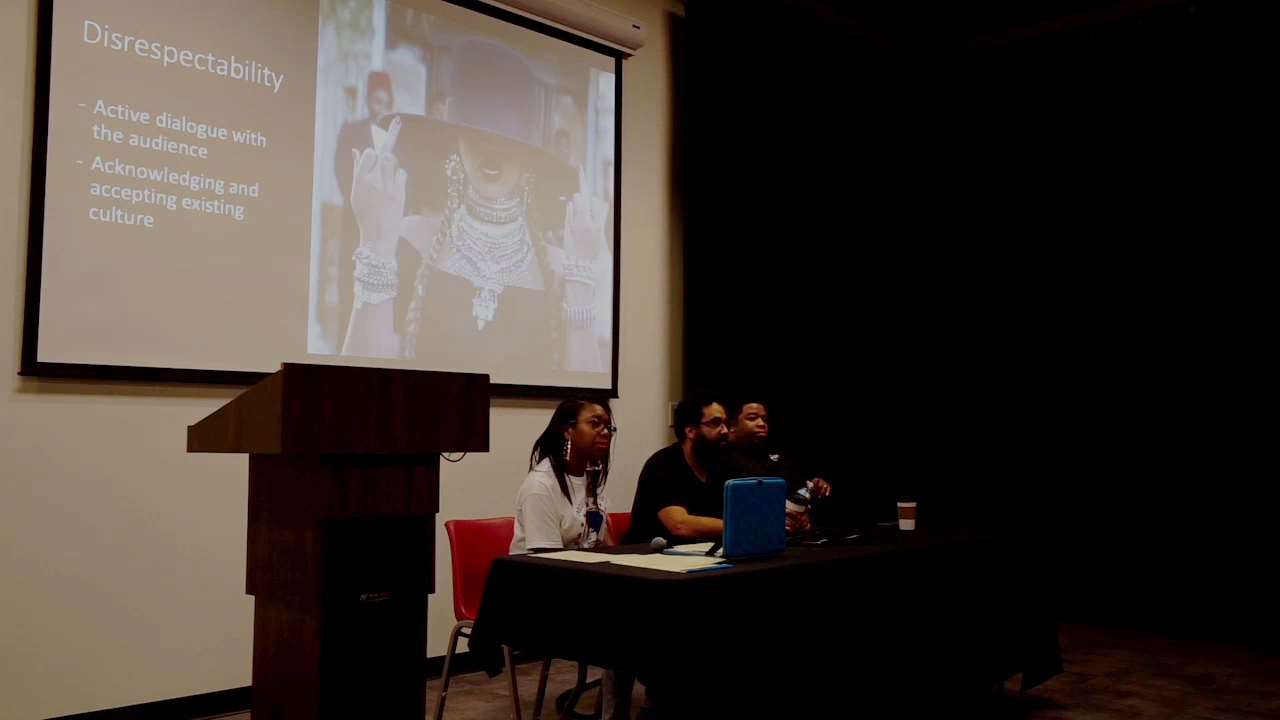 Disrespectability
- Active dialogue with
the audience
- Acknowledging and
accepting existing
culture